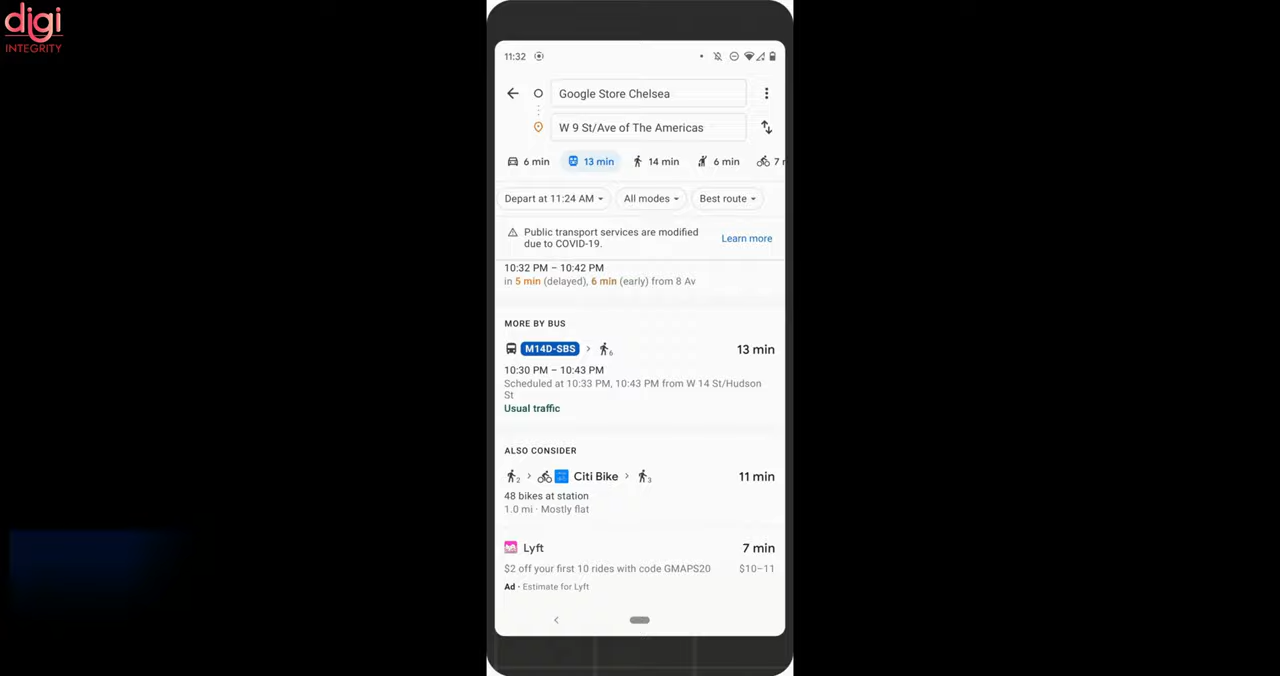 digi
INTEGRITY
11:32
Google Store Chelsea
W 9 St/Ave of The Americas
6 min
13 min
14 min
6 min
7 r
Depart at 11:24 AM
All modes
Best route
Public transport services are modified
due to COVID-19.
Learn more
10:32 PM – 10:42 PM
in 5 min (delayed), 6 min (early) from 8 Av
MORE BY BUS
M14D-SBS
6
13 min
10:30 PM – 10:43 PM
Scheduled at 10:33 PM, 10:43 PM from W 14 St/Hudson
St
Usual traffic
ALSO CONSIDER
2
Citi Bike
3
11 min
48 bikes at station
1.0 mi · Mostly flat
Lyft
7 min
$2 off your first 10 rides with code GMAPS20
$10–11
Ad · Estimate for Lyft